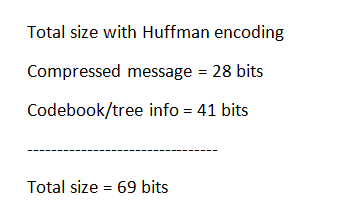 Total size with Huffman encoding
Compressed message = 28 bits
Codebook/tree info = 41 bits
--------------------------------
Total size = 69 bits